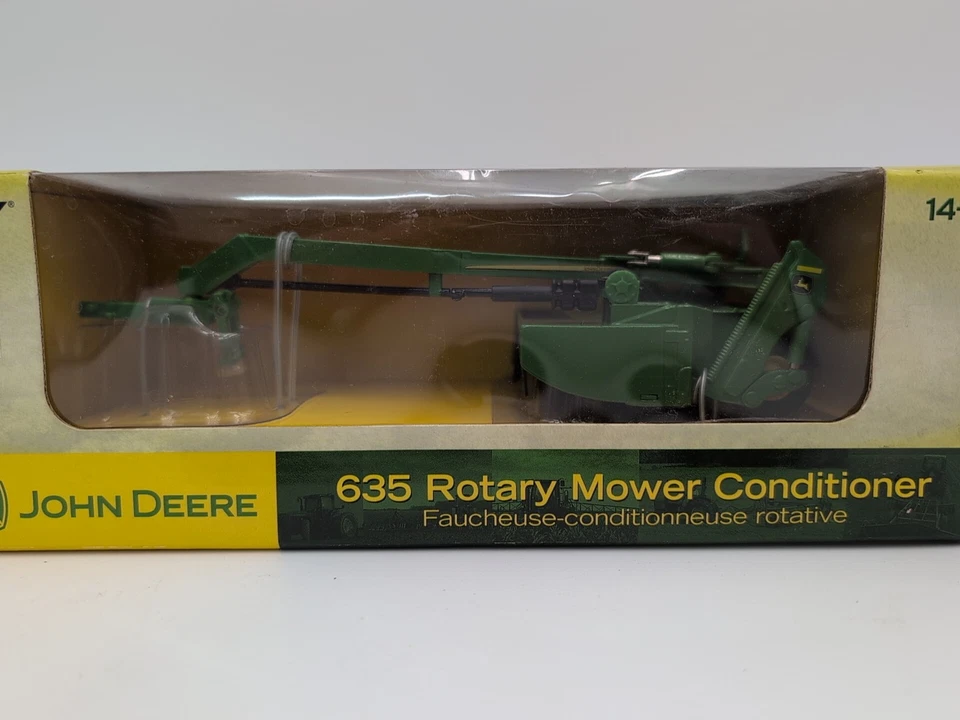 14+
JOHN DEERE
635 Rotary Mower Conditioner
Faucheuse-conditionneuse rotative